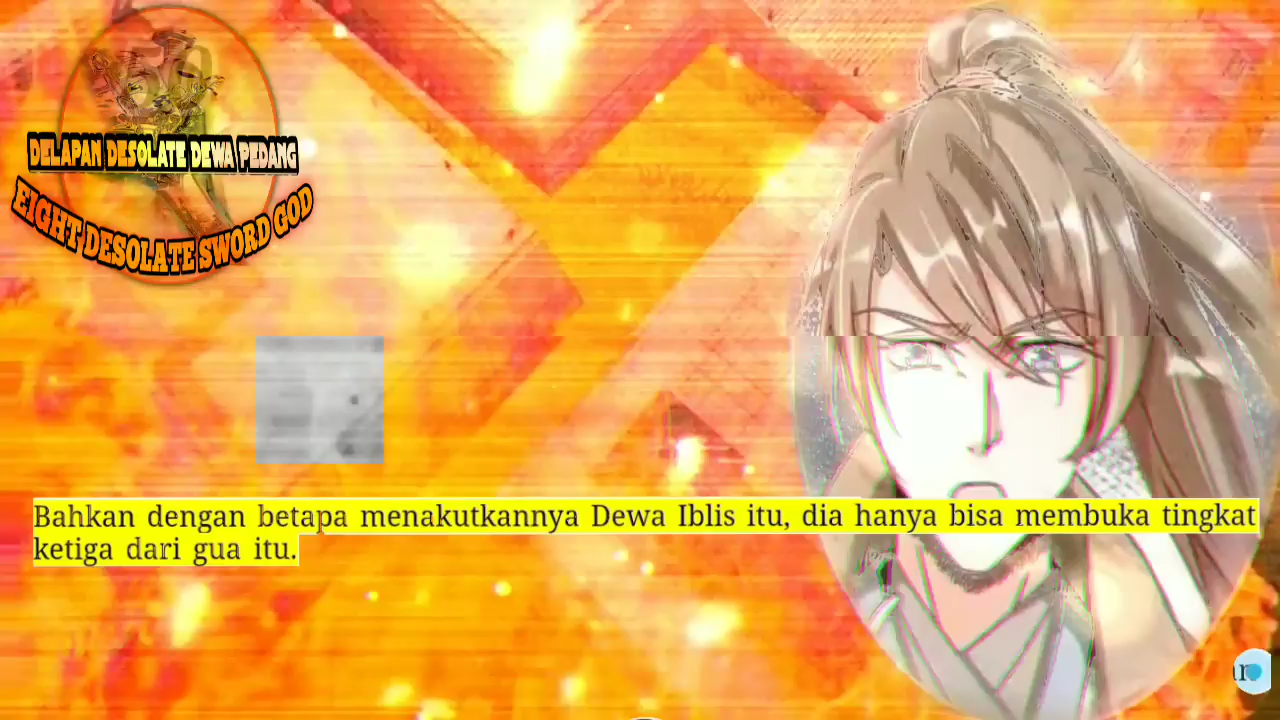 DELAPAN DESOLATE DEWA PEDANG
EIGHT DESOLATE SWORD GOD
Bahkan dengan betapa menakutkannya Dewa Iblis itu, dia hanya bisa membuka tingkat
ketiga dari gua itu.